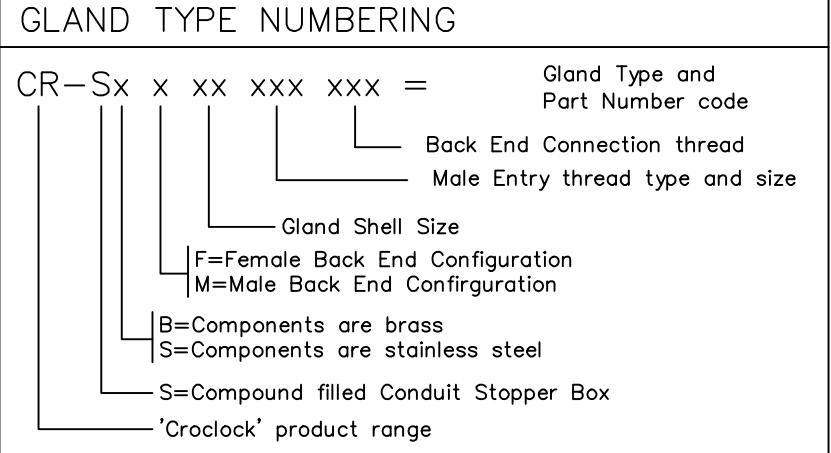 GLAND TYPE NUMBERING
CR-Sx x xx xxx xxx =
Gland Type and
Part Number code
Back End Connection thread
Male Entry thread type and size
Gland Shell Size
F=Female Back End Configuration
M=Male Back End Confirguration
B=Components are brass
S=Components are stainless steel
S=Compound filled Conduit Stopper Box
'Croclock' product range